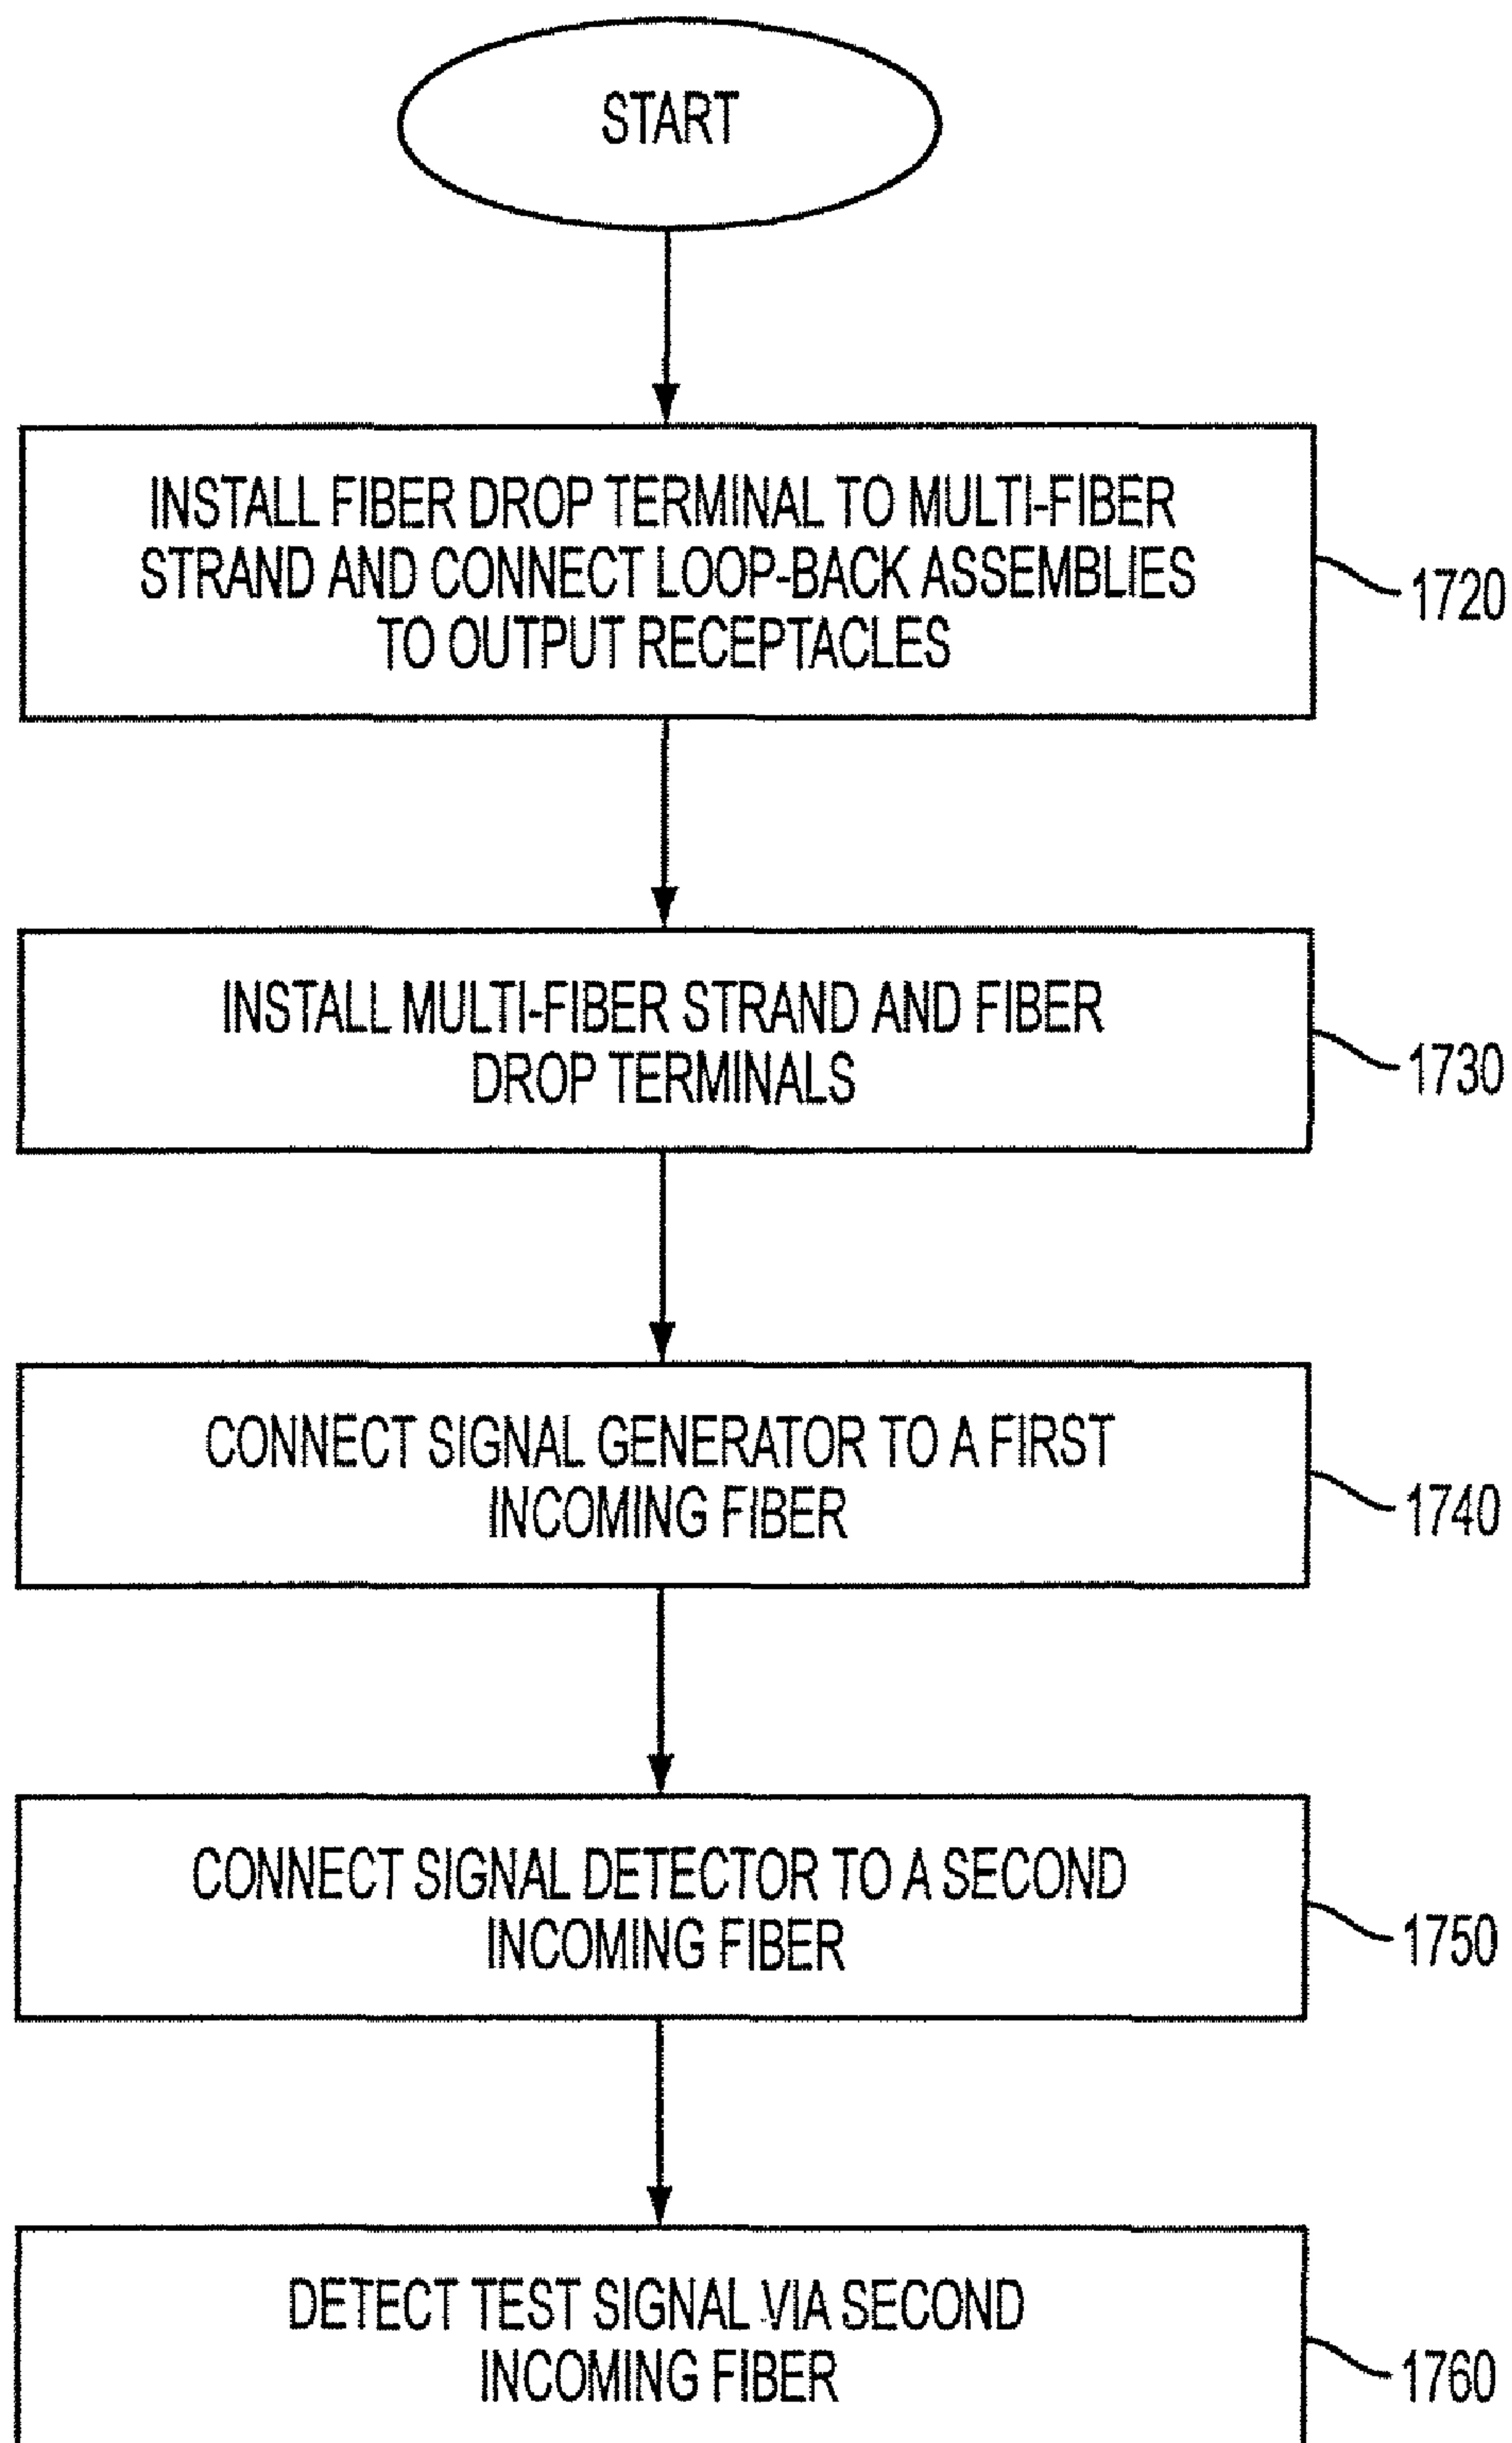 START
INSTALL FIBER DROP TERMINAL TO MULTI-FIBER
STRAND AND CONNECT LOOP-BACK ASSEMBLIES
TO OUTPUT RECEPTACLES
1720
INSTALL MULTI-FIBER STRAND AND FIBER
DROP TERMINALS
1730
CONNECT SIGNAL GENERATOR TO A FIRST
INCOMING FIBER
1740
CONNECT SIGNAL DETECTOR TO A SECOND
INCOMING FIBER
1750
DETECT TEST SIGNAL VIA SECOND
INCOMING FIBER
1760